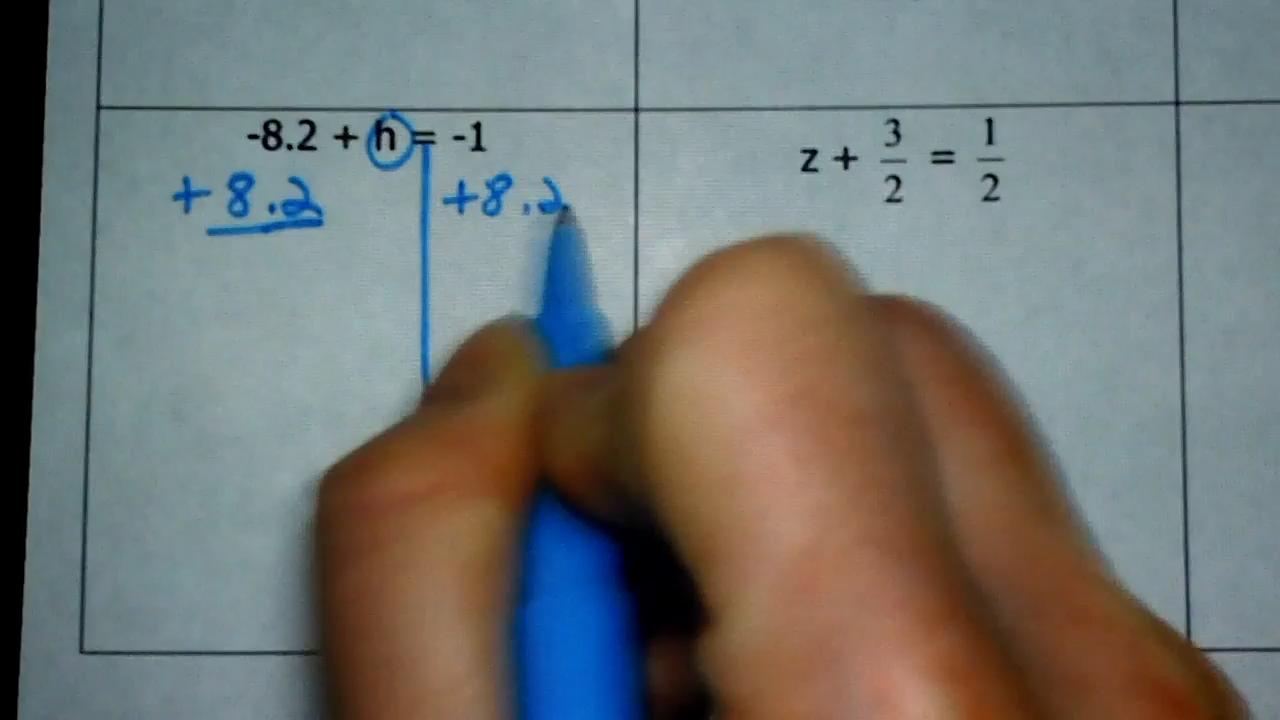 -8.2 + h = -1
+8.2 +8.2
z + 3/2 = 1/2